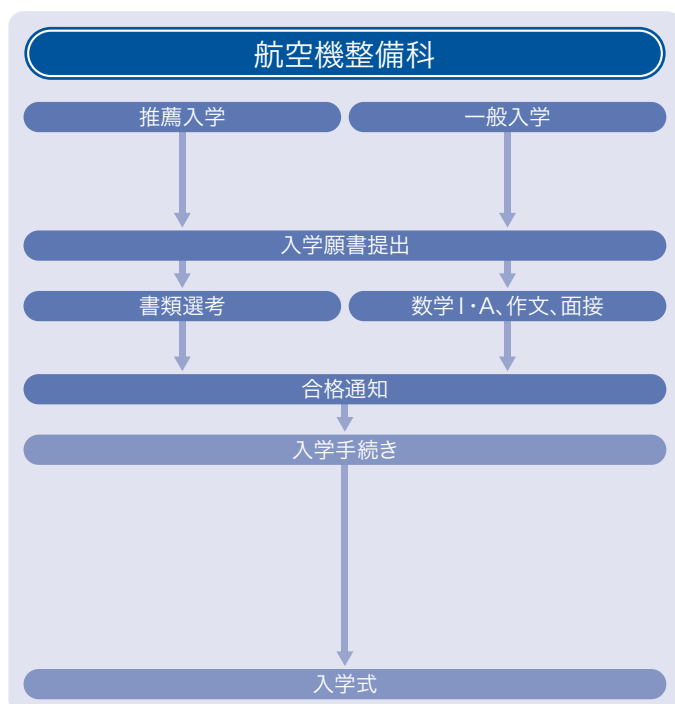 航空機整備科
推薦入学
一般入学
入学願書提出
書類選考
数学I・A、作文、面接
合格通知
入学手続き
入学式